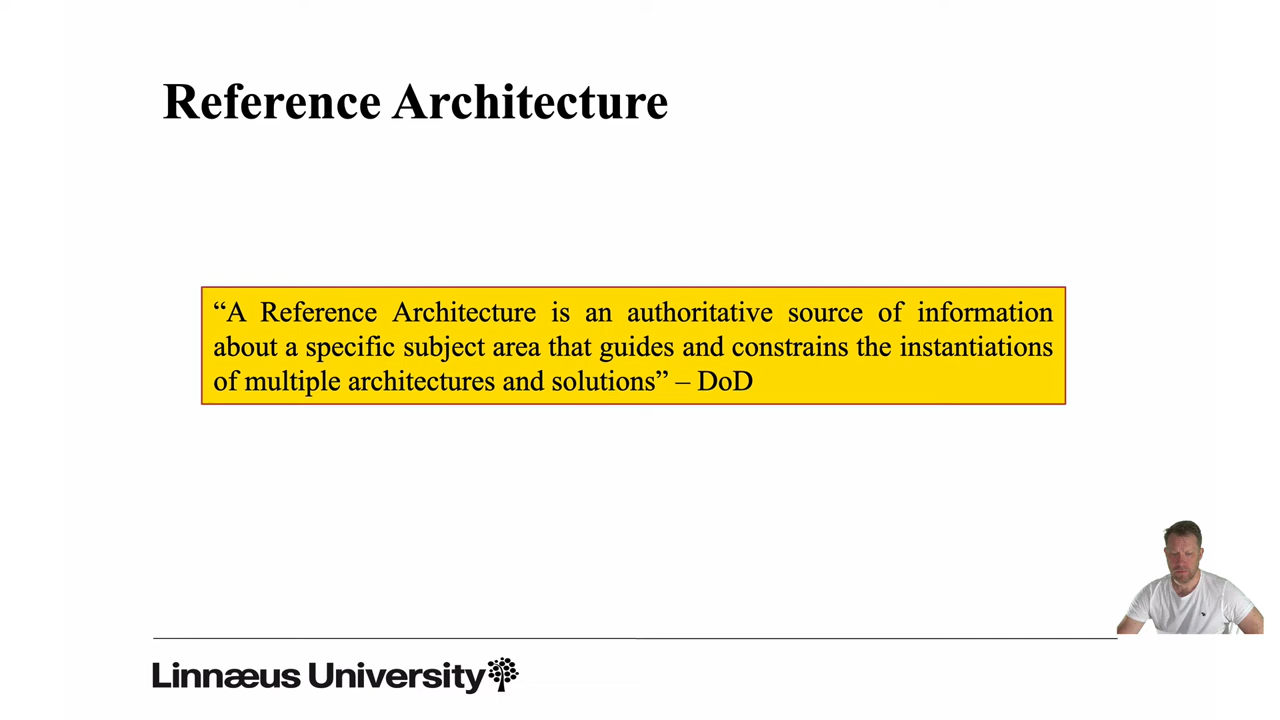 Reference Architecture
“A Reference Architecture is an authoritative source of information
about a specific subject area that guides and constrains the instantiations
of multiple architectures and solutions” – DoD
Linnæus University